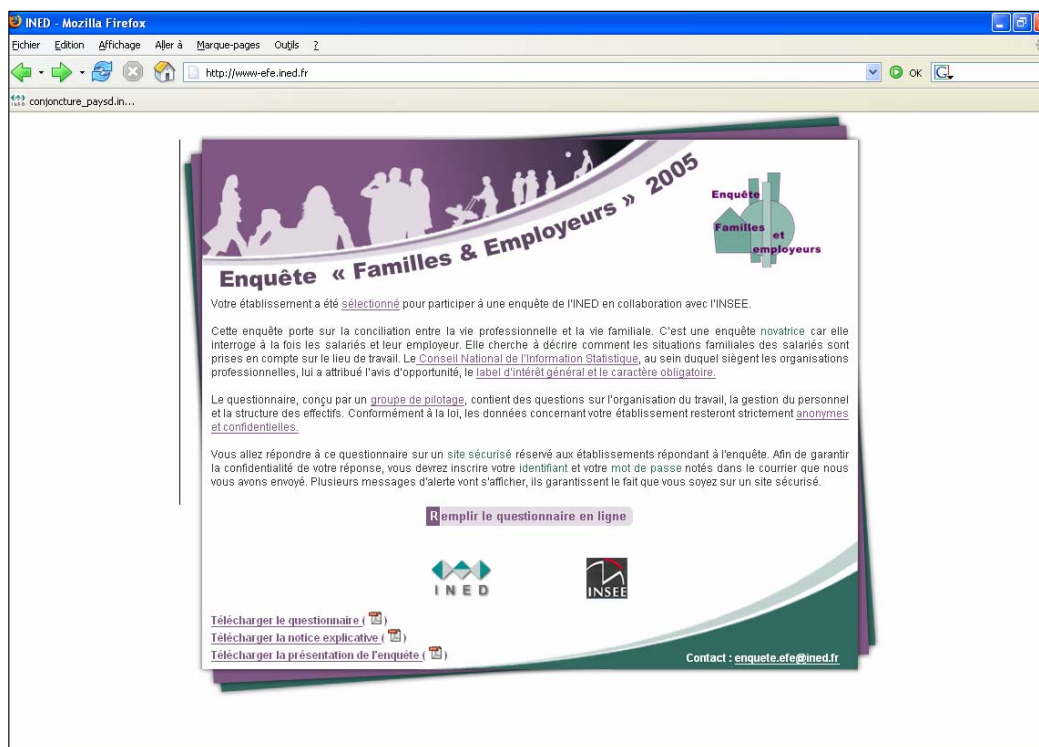 INED - Mozilla Firefox
Fichier Edition Affichage Aller à Marque-pages Outils ?
http://www-efe.ined.fr
OK
G
INED conjoncture_paysd.in...
Enquête « Familles & Employeurs » 2005
Enquête
Familles
et
employeurs
Votre établissement a été sélectionné pour participer à une enquête de l'INED en collaboration avec l'INSEE.
Cette enquête porte sur la conciliation entre la vie professionnelle et la vie familiale. C'est une enquête novatrice car elle
interroge à la fois les salariés et leur employeur. Elle cherche à décrire comment les situations familiales des salariés sont
prises en compte sur le lieu de travail. Le Conseil National de l'Information Statistique, au sein duquel siègent les organisations
professionnelles, lui a attribué l'avis d'opportunité, le label d'intérêt général et le caractère obligatoire.
Le questionnaire, conçu par un groupe de pilotage, contient des questions sur l'organisation du travail, la gestion du personnel
et la structure des effectifs. Conformément à la loi, les données concernant votre établissement resteront strictement anonymes
et confidentielles.
Vous allez répondre à ce questionnaire sur un site sécurisé réservé aux établissements répondant à l'enquête. Afin de garantir
la confidentialité de votre réponse, vous devrez inscrire votre identifiant et votre mot de passe notés dans le courrier que nous
vous avons envoyé. Plusieurs messages d'alerte vont s'afficher, ils garantissent le fait que vous soyez sur un site sécurisé.
Remplir le questionnaire en ligne
INED
INSEE
Télécharger le questionnaire ( )
Télécharger la notice explicative ( )
Télécharger la présentation de l'enquête ( )
Contact : enquete.efe@ined.fr